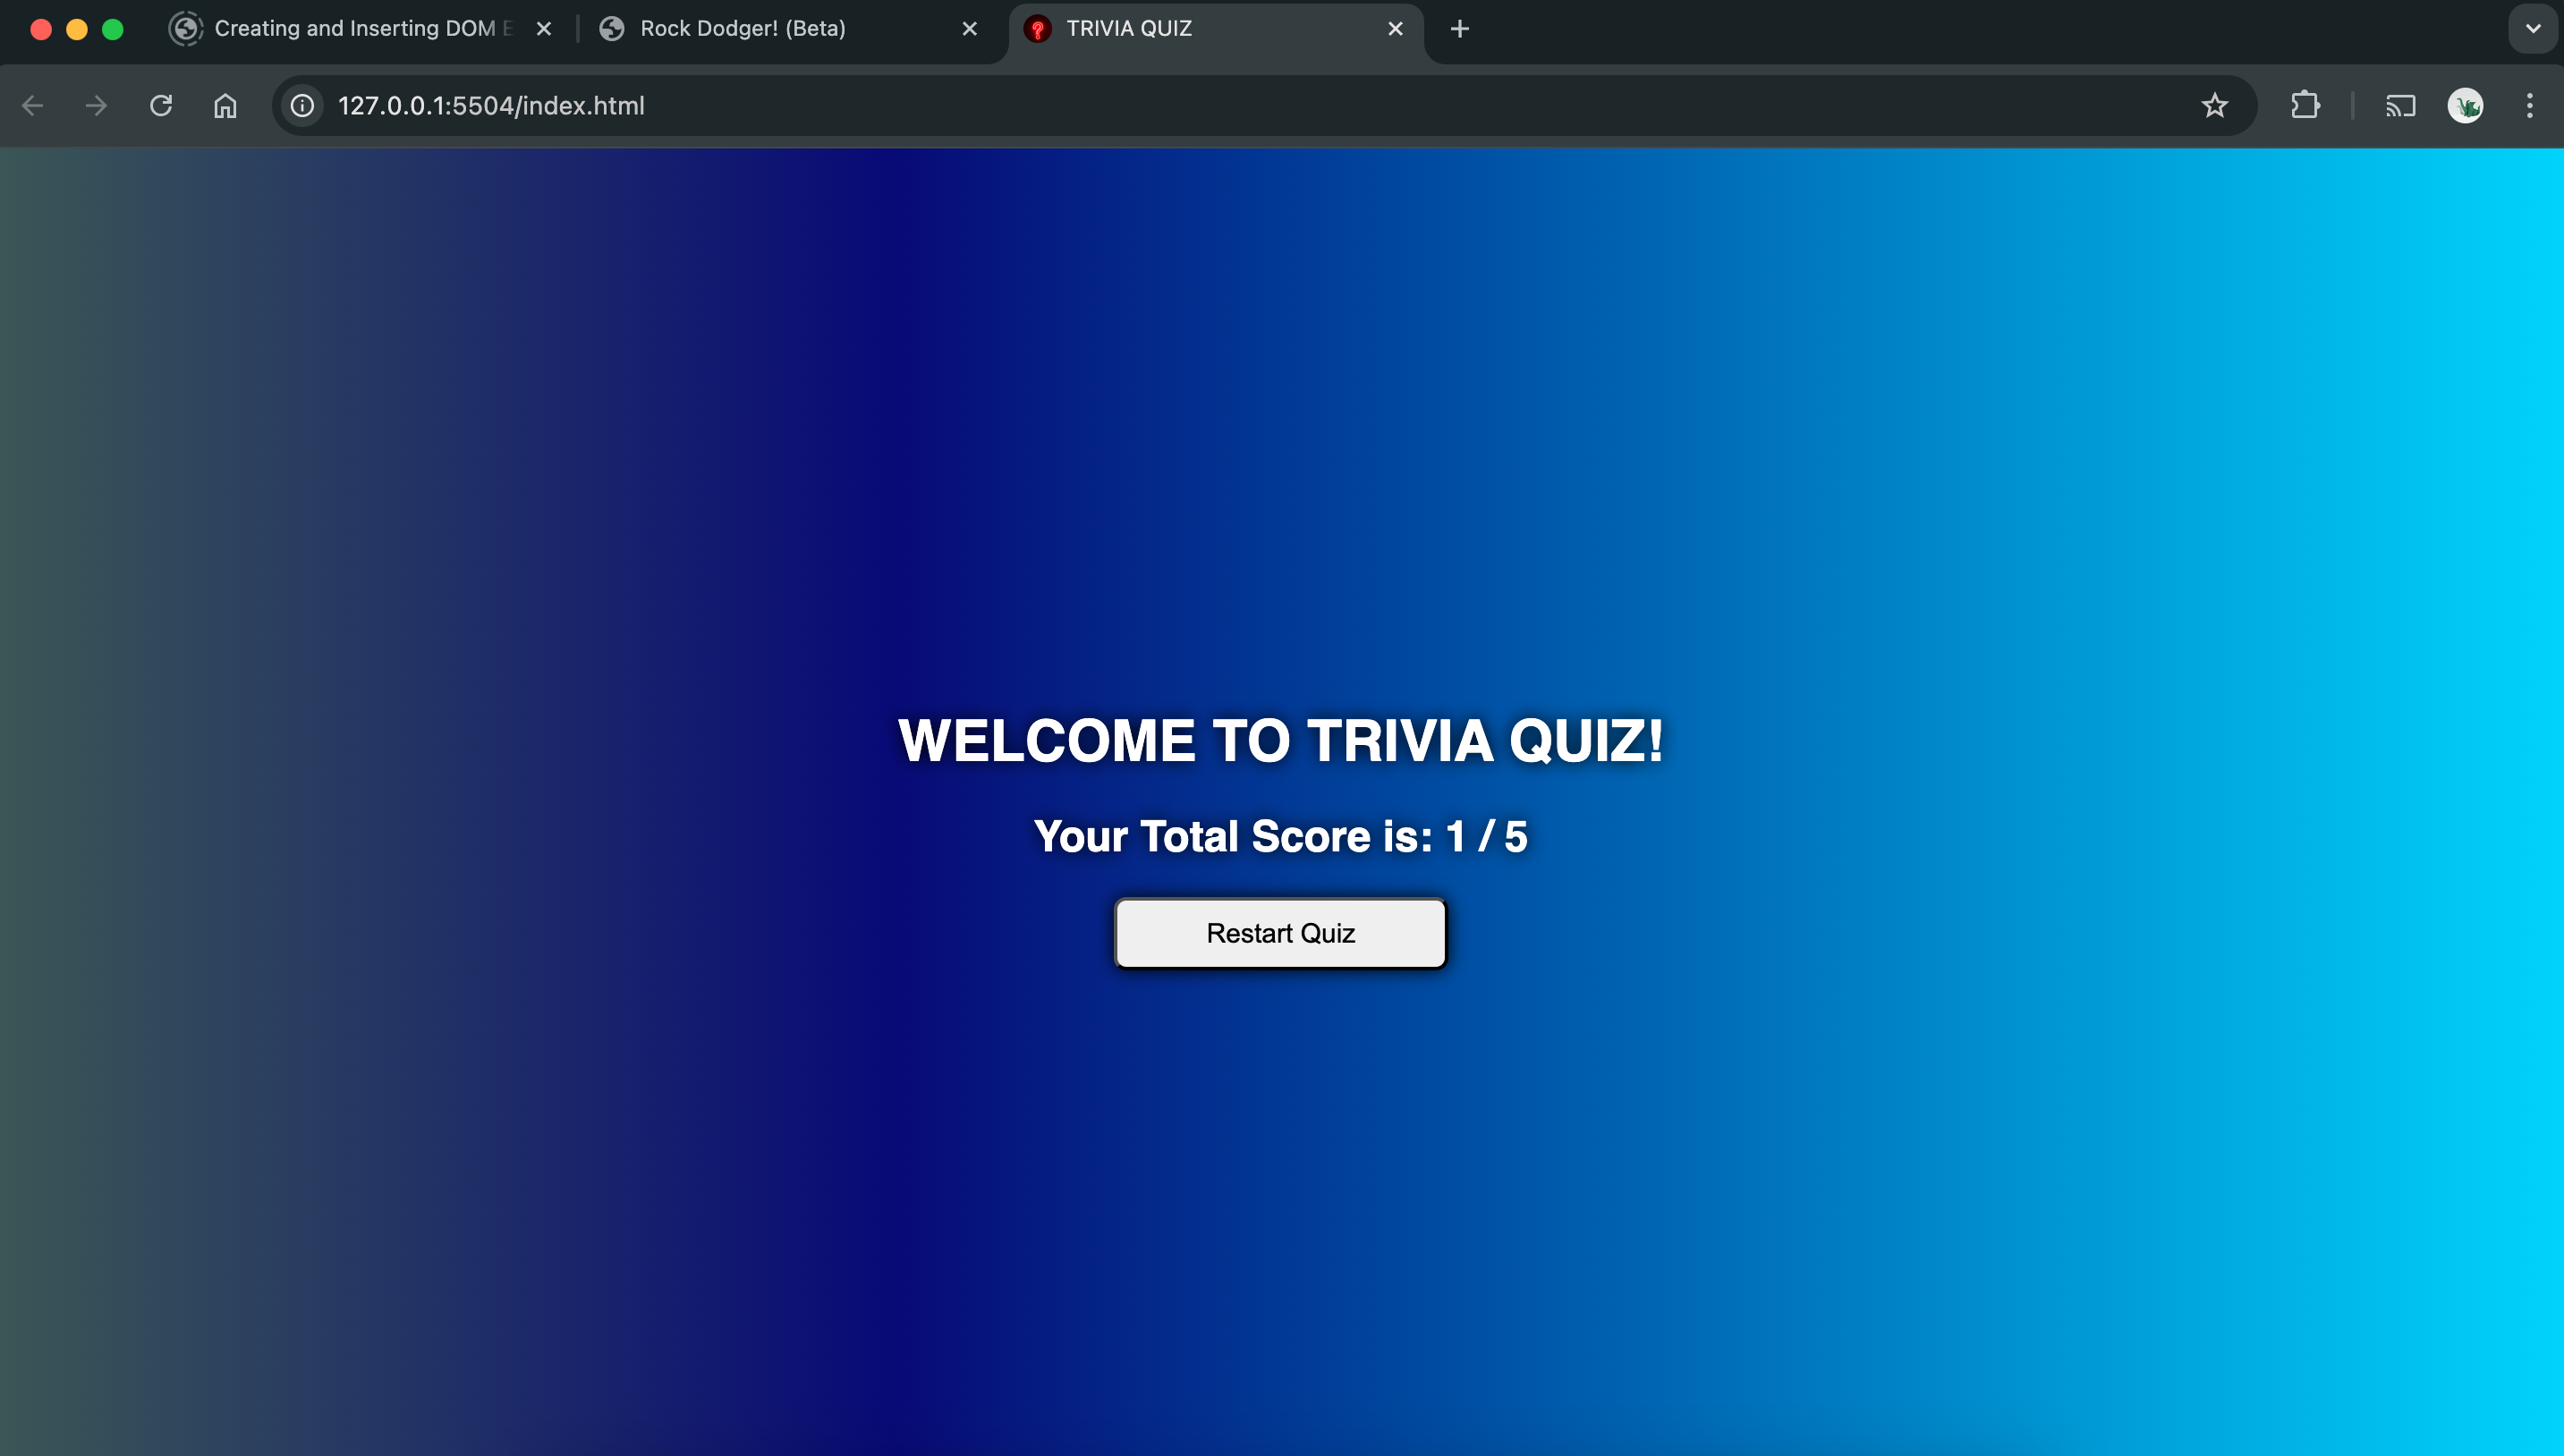 Creating and Inserting DOM E
Rock Dodger! (Beta)
TRIVIA QUIZ
127.0.0.1:5504/index.html
WELCOME TO TRIVIA QUIZ!
Your Total Score is: 1 / 5
Restart Quiz